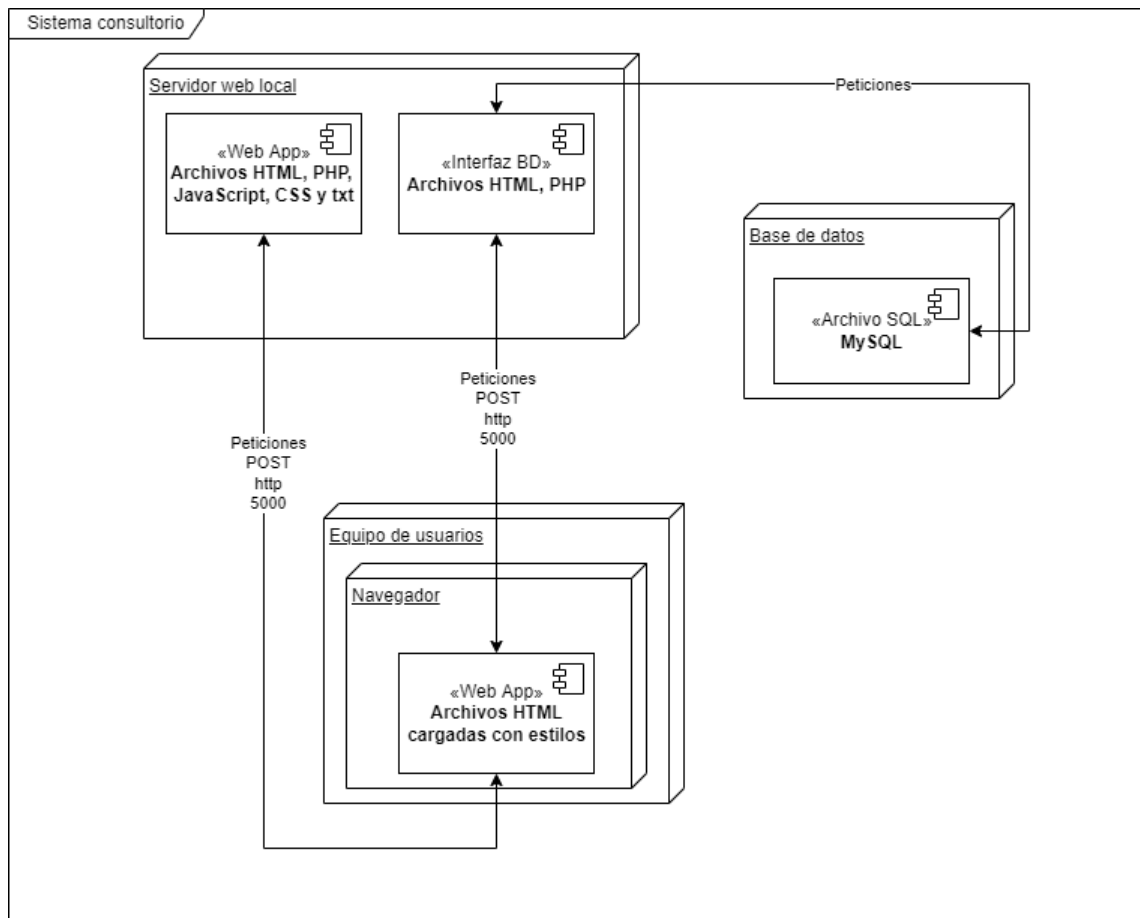 Sistema consultorio
Servidor web local
«Web App»
Archivos HTML, PHP,
JavaScript, CSS y txt
«Interfaz BD»
Archivos HTML, PHP
Peticiones
Base de datos
«Archivo SQL»
MySQL
Peticiones
POST
http
5000
Peticiones
POST
http
5000
Equipo de usuarios
Navegador
«Web App»
Archivos HTML
cargadas con estilos